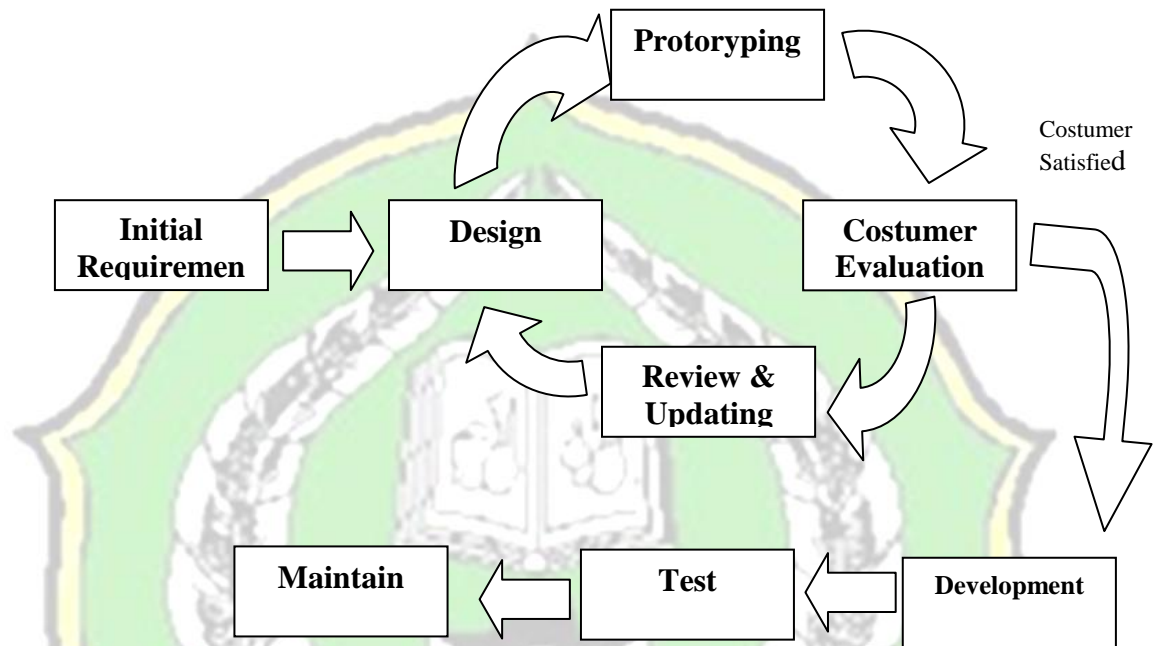 Protoryping
Costumer
Satisfied
Initial
Requiremen
Design
Costumer
Evaluation
Review &
Updating
Maintain
Test
Development